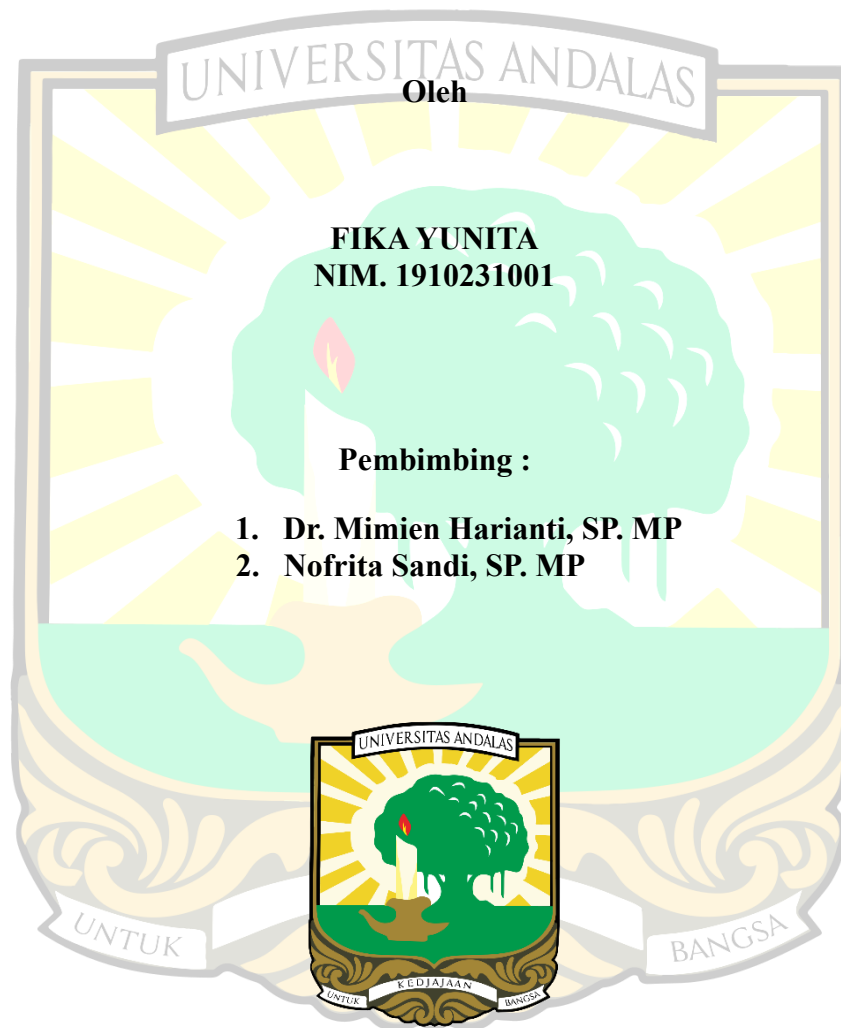 UNIVERSITAS ANDALAS
Oleh
FIKA YUNITA
NIM. 1910231001
Pembimbing :
1. Dr. Mimien Harianti, SP. MP
2. Nofrita Sandi, SP. MP
UNIVERSITAS ANDALAS
UNTUK KEDJAJAAN BANGSA
UNTUK BANGSA